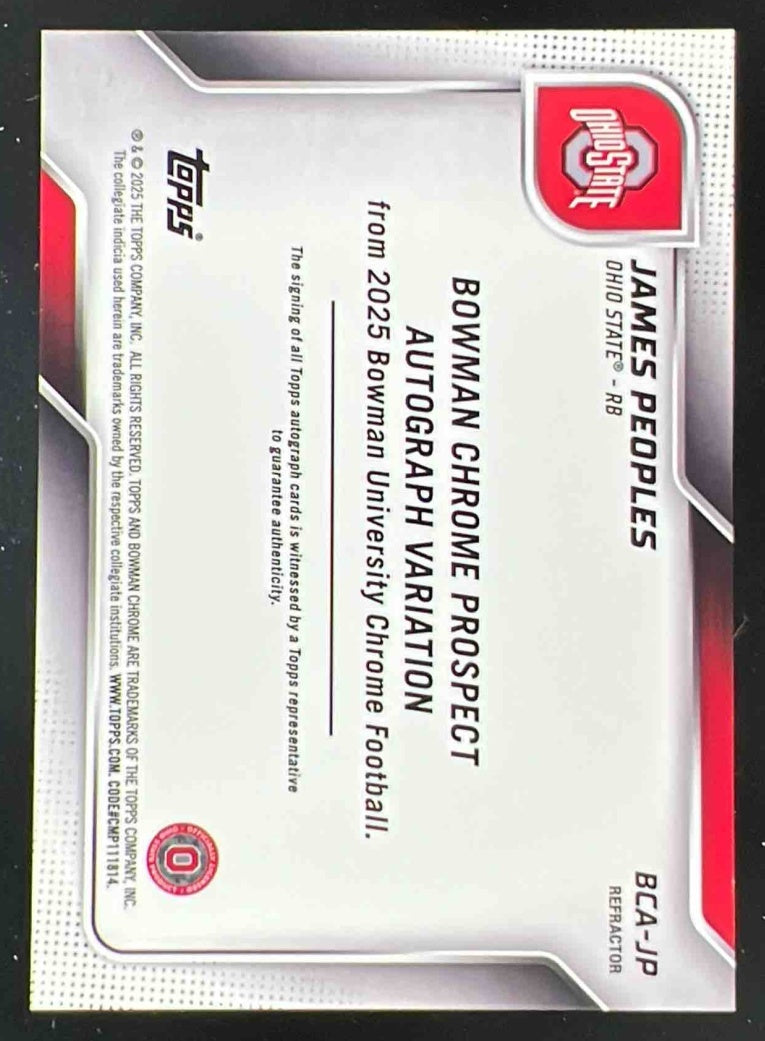 OHIO STATE
JAMES PEOPLES
OHIO STATE® - RB
BCA-JP
REFRACTOR
BOWMAN CHROME PROSPECT
AUTOGRAPH VARIATION
from 2025 Bowman University Chrome Football.
The signing of all Topps autograph cards is witnessed by a Topps representative
to guarantee authenticity.
topps®
℗ & © 2025 THE TOPPS COMPANY, INC. ALL RIGHTS RESERVED. TOPPS AND BOWMAN CHROME ARE TRADEMARKS OF THE TOPPS COMPANY, INC.
The collegiate indicia used herein are trademarks owned by the respective collegiate institutions. WWW.TOPPS.COM. CODE#CMP111814.